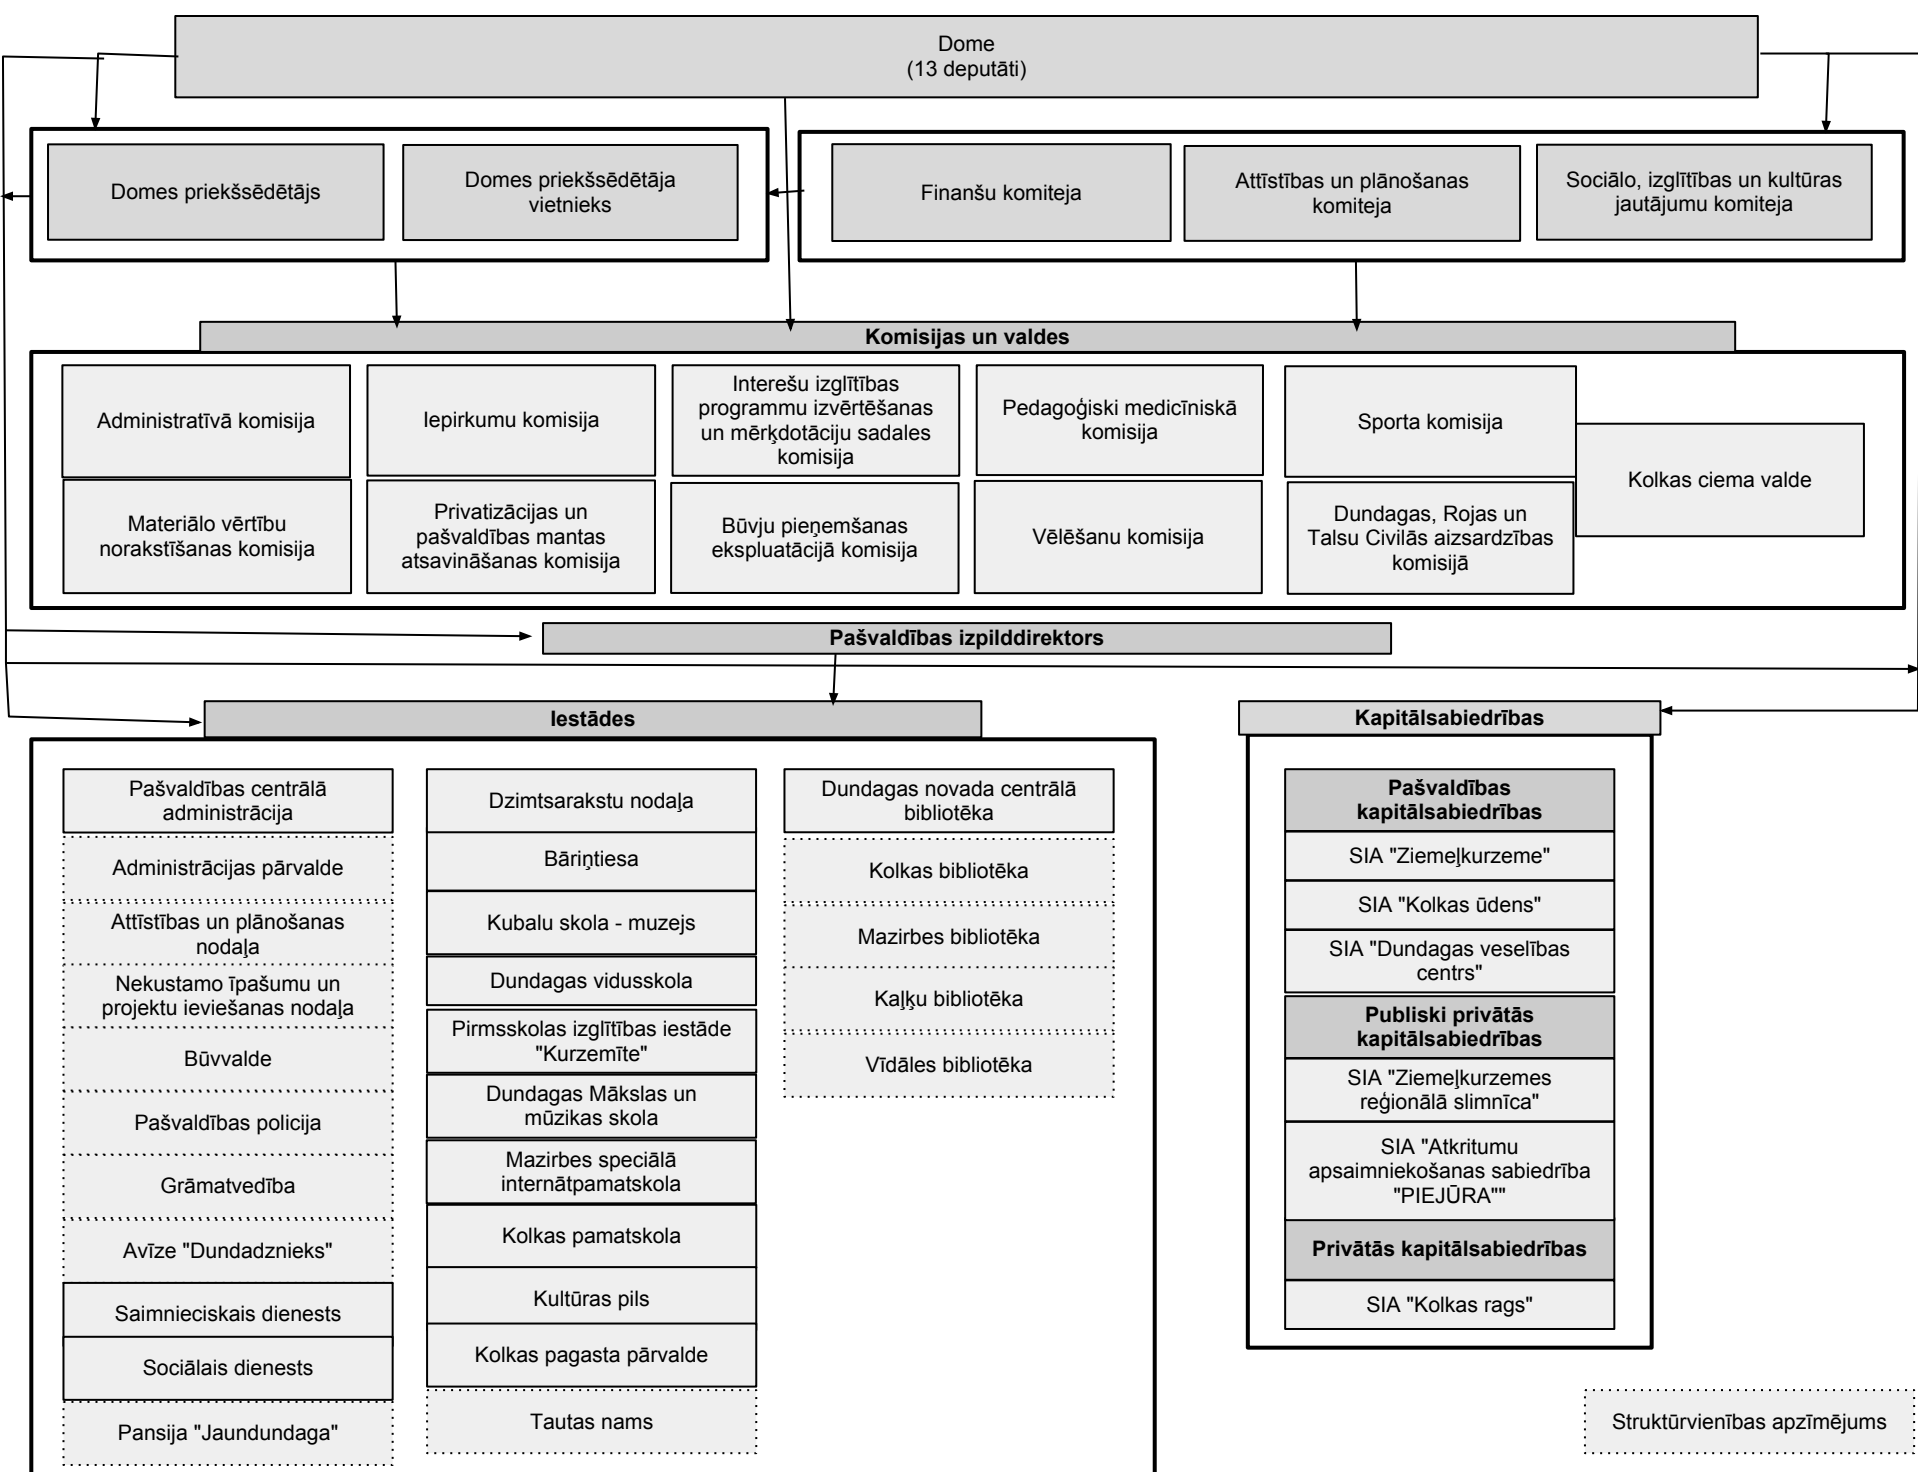 Dome
(13 deputāti)
Domes priekšsēdētājs
Domes priekšsēdētāja
vietnieks
Finanšu komiteja
Attīstības un plānošanas
komiteja
Sociālo, izglītības un kultūras
jautājumu komiteja
Komisijas un valdes
Administratīvā komisija
Iepirkumu komisija
Interešu izglītības
programmu izvērtēšanas
un mērķdotāciju sadales
komisija
Pedagoģiski medicīniskā
komisija
Sporta komisija
Kolkas ciema valde
Materiālo vērtību
norakstīšanas komisija
Privatizācijas un
pašvaldības mantas
atsavināšanas komisija
Būvju pieņemšanas
ekspluatācijā komisija
Vēlēšanu komisija
Dundagas, Rojas un
Talsu Civilās aizsardzības
komisijā
Pašvaldības izpilddirektors
Iestādes
Pašvaldības centrālā
administrācija
Administrācijas pārvalde
Attīstības un plānošanas
nodaļa
Nekustamo īpašumu un
projektu ieviešanas nodaļa
Būvvalde
Pašvaldības policija
Grāmatvedība
Avīze "Dundadznieks"
Saimnieciskais dienests
Sociālais dienests
Pansija "Jaundundaga"
Dzimtsarakstu nodaļa
Bāriņtiesa
Kubalu skola - muzejs
Dundagas vidusskola
Pirmsskolas izglītības iestāde
"Kurzemīte"
Dundagas Mākslas un
mūzikas skola
Mazirbes speciālā
internātpamatskola
Kolkas pamatskola
Kultūras pils
Kolkas pagasta pārvalde
Tautas nams
Dundagas novada centrālā
bibliotēka
Kolkas bibliotēka
Mazirbes bibliotēka
Kaļķu bibliotēka
Vīdāles bibliotēka
Kapitālsabiedrības
Pašvaldības
kapitālsabiedrības
SIA "Ziemeļkurzeme"
SIA "Kolkas ūdens"
SIA "Dundagas veselības
centrs"
Publiski privātās
kapitālsabiedrības
SIA "Ziemeļkurzemes
reģionālā slimnīca"
SIA "Atkritumu
apsaimniekošanas sabiedrība
"PIEJŪRA""
Privātās kapitālsabiedrības
SIA "Kolkas rags"
Struktūrvienības apzīmējums